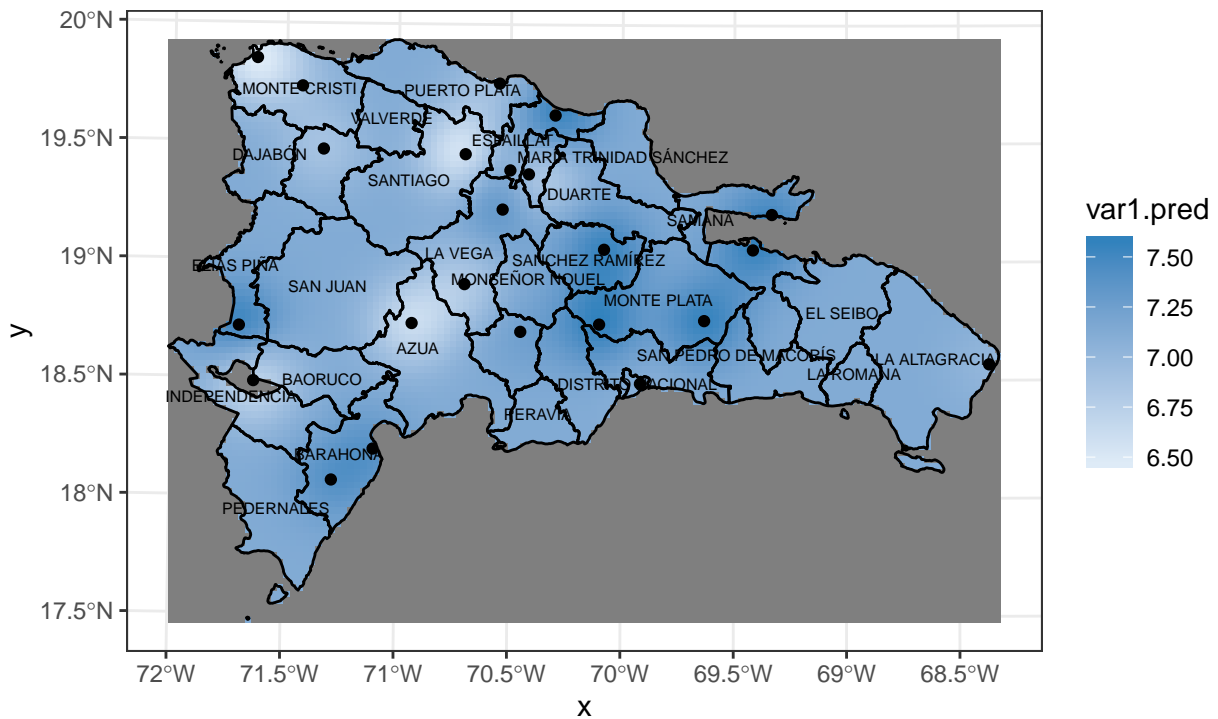 20°N
19.5°N
19°N
18.5°N
18°N
17.5°N
y
MONTE CRISTI
PUERTO PLATA
VALVERDE
ESPAILLAT
DAJABÓN
MARÍA TRINIDAD SÁNCHEZ
SANTIAGO
DUARTE
SAMANÁ
LA VEGA
ELÍAS PIÑA
SÁNCHEZ RAMÍREZ
MONSEÑOR NOUEL
SAN JUAN
MONTE PLATA
EL SEIBO
AZUA
SAN PEDRO DE MACORÍS
LA ALTAGRACIA
BAORUCO
LA ROMANA
DISTRITO NACIONAL
INDEPENDENCIA
PERAVIA
BARAHONA
PEDERNALES
72°W
71.5°W
71°W
70.5°W
70°W
69.5°W
69°W
68.5°W
x
var1.pred
7.50
7.25
7.00
6.75
6.50